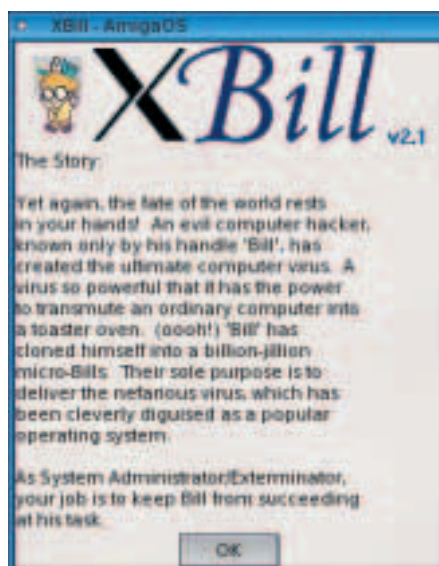 XBill - AmigaOS
XBill v2.1
The Story:
Yet again, the fate of the world rests
in your hands! An evil computer hacker,
known only by his handle 'Bill', has
created the ultimate computer virus. A
virus so powerful that it has the power
to transmute an ordinary computer into
a toaster oven. (oooh!) 'Bill' has
cloned himself into a billion-jillion
micro-Bills. Their sole purpose is to
deliver the nefarious virus, which has
been cleverly diguised as a popular
operating system.
As System Administrator/Exterminator,
your job is to keep Bill from succeeding
at his task.
OK